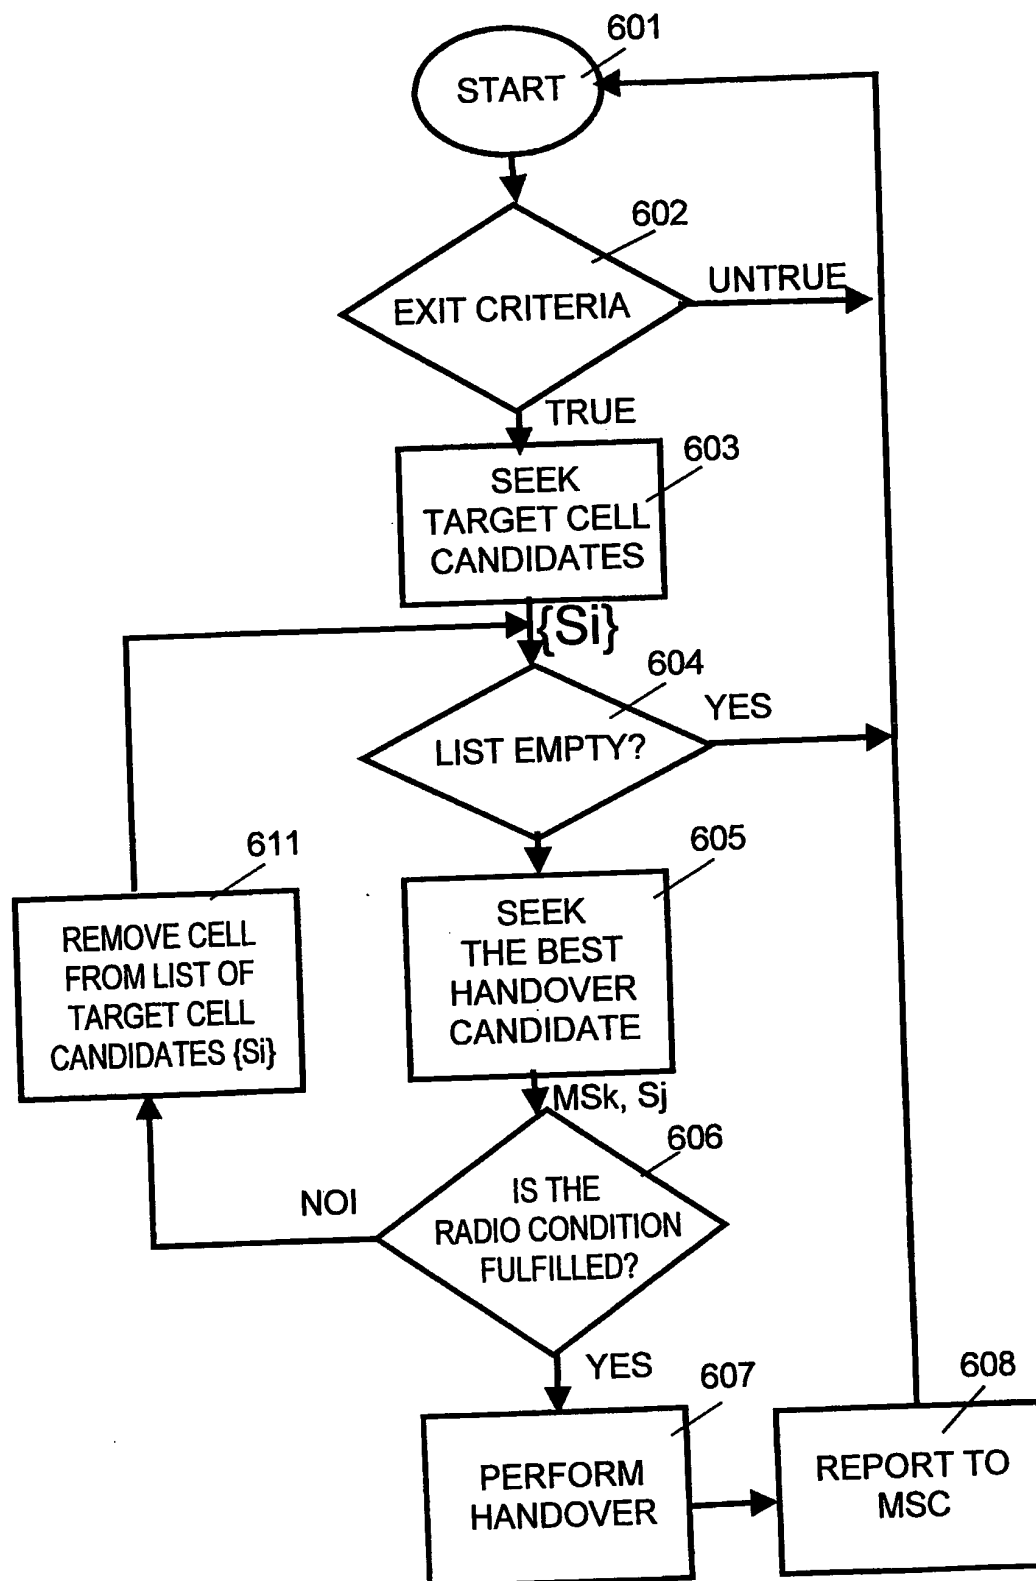 601
START
602
EXIT CRITERIA
UNTRUE
TRUE
603
SEEK
TARGET CELL
CANDIDATES
{Si}
604
LIST EMPTY?
YES
605
SEEK
THE BEST
HANDOVER
CANDIDATE
611
REMOVE CELL
FROM LIST OF
TARGET CELL
CANDIDATES {Si}
MSk, Sj
606
IS THE
RADIO CONDITION
FULFILLED?
NOI
YES
607
PERFORM
HANDOVER
608
REPORT TO
MSC